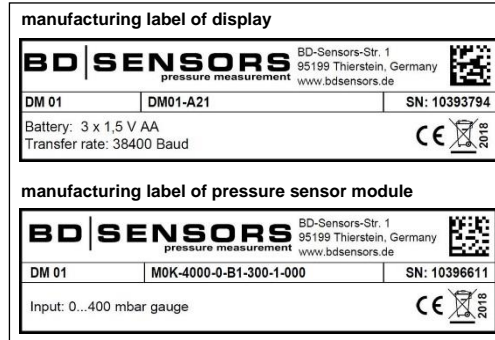 manufacturing label of display
BD SENSORS
pressure measurement
BD-Sensors-Str. 1
95199 Thierstein, Germany
www.bdsensors.de
DM 01 DM01-A21 SN: 10393794
Battery: 3 x 1,5 V AA
Transfer rate: 38400 Baud
CE 2018
manufacturing label of pressure sensor module
BD SENSORS
pressure measurement
BD-Sensors-Str. 1
95199 Thierstein, Germany
www.bdsensors.de
DM 01 M0K-4000-0-B1-300-1-000 SN: 10396611
Input: 0...400 mbar gauge
CE 2018